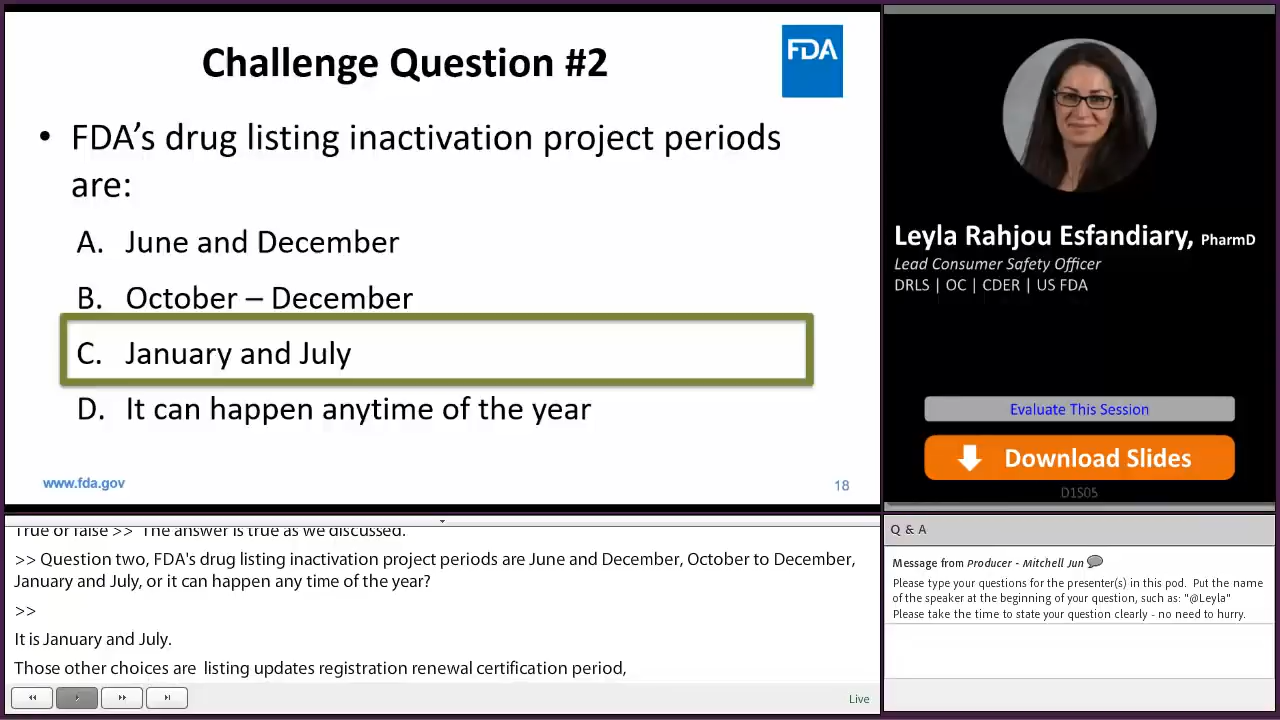 Challenge Question #2
FDA
• FDA's drug listing inactivation project periods
are:
A. June and December
B. October – December
C. January and July
D. It can happen anytime of the year
www.fda.gov
18
Leyla Rahjou Esfandiary, PharmD
Lead Consumer Safety Officer
DRLS | OC | CDER | US FDA
Evaluate This Session
Download Slides
D1S05
True or false >> The answer is true as we discussed.
>> Question two, FDA's drug listing inactivation project periods are June and December, October to December,
January and July, or it can happen any time of the year?
>>
It is January and July.
Those other choices are listing updates registration renewal certification period,
Live
Q & A
Message from Producer - Mitchell Jun
Please type your questions for the presenter(s) in this pod. Put the name
of the speaker at the beginning of your question, such as: "@Leyla"
Please take the time to state your question clearly - no need to hurry.